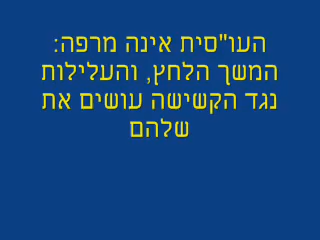 העו"סית אינה מרפה:
המשך הלחץ, והעלילות
נגד הקשישה עושים את
שלהם